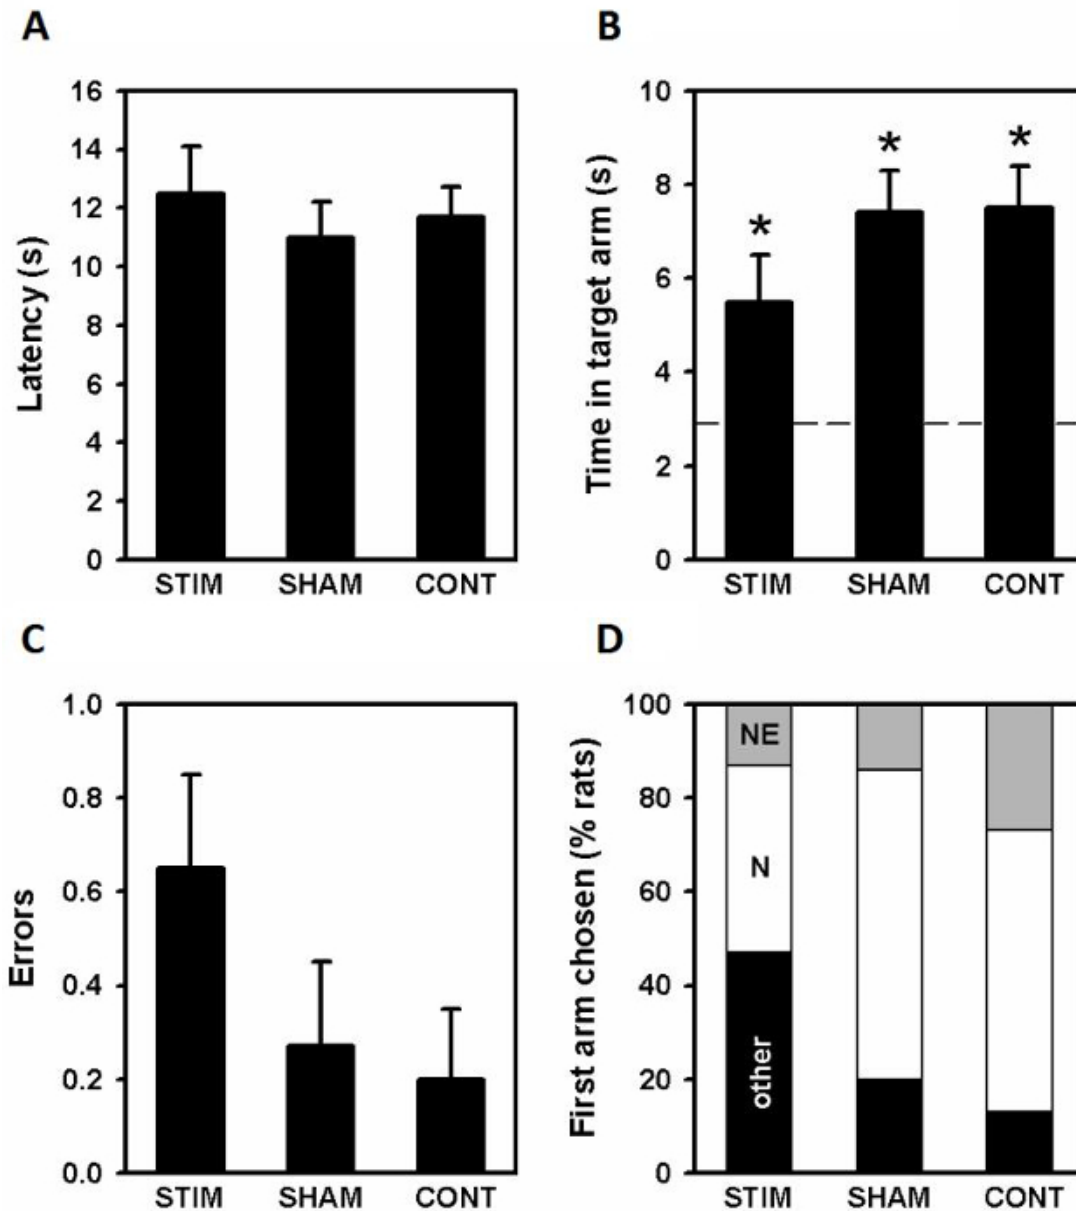 A
Latency (s)
16
14
12
10
8
6
4
2
0
STIM SHAM CONT
B
Time in target arm (s)
10
8
6
4
2
0
* * *
STIM SHAM CONT
C
Errors
1.0
0.8
0.6
0.4
0.2
0.0
STIM SHAM CONT
D
First arm chosen (% rats)
100
80
60
40
20
0
NE
N
other
STIM SHAM CONT